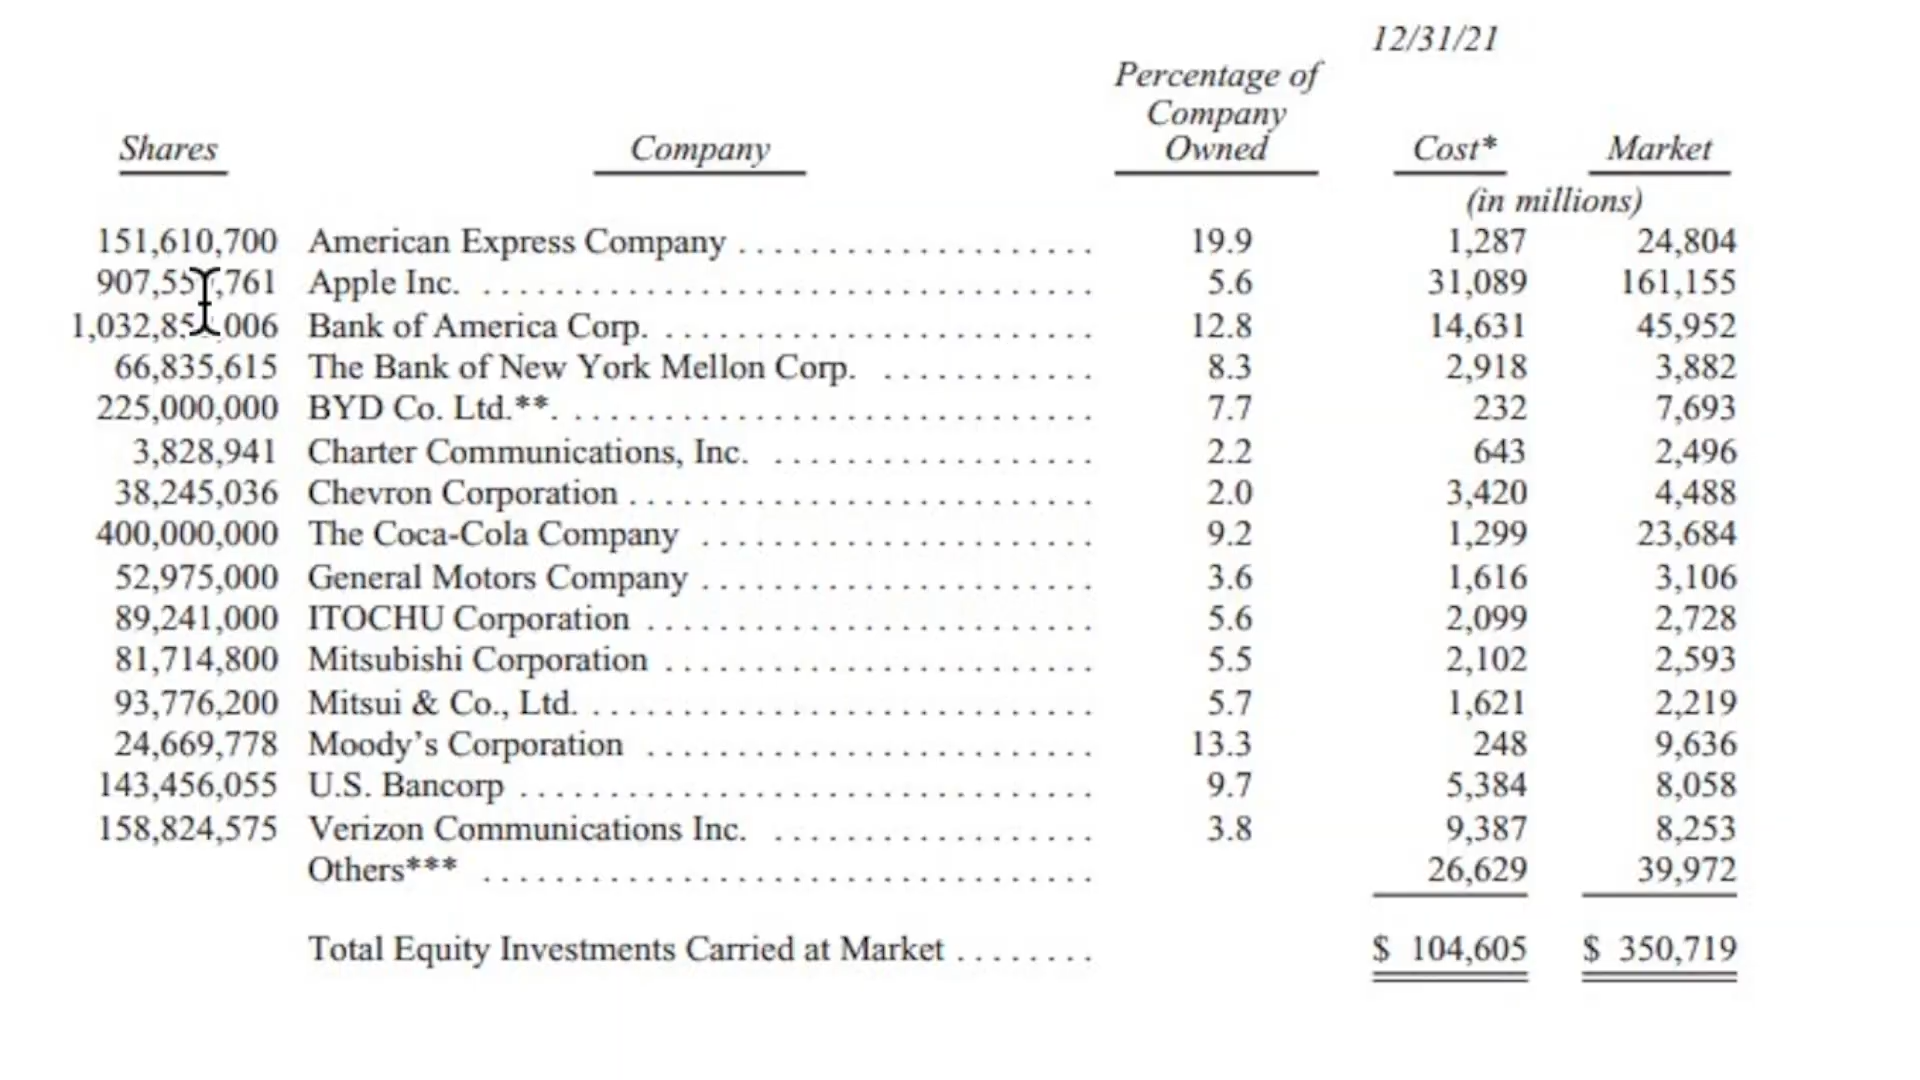 12/31/21
Percentage of
Company
Shares Company Owned Cost* Market
(in millions)
151,610,700 American Express Company . . . . . . . . . . . . . . . . . . . . . . . . 19.9 1,287 24,804
Apple Inc. . . . . . . . . . . . . . . . . . . . . . . . . . . . . . . . . . . . 5.6 31,089 161,155
Bank of America Corp. . . . . . . . . . . . . . . . . . . . . . . . . . . . . 12.8 14,631 45,952
66,835,615 The Bank of New York Mellon Corp. . . . . . . . . . . . . . 8.3 2,918 3,882
225,000,000 BYD Co. Ltd.**. . . . . . . . . . . . . . . . . . . . . . . . . . . . . . . 7.7 232 7,693
3,828,941 Charter Communications, Inc. . . . . . . . . . . . . . . . . . . 2.2 643 2,496
38,245,036 Chevron Corporation . . . . . . . . . . . . . . . . . . . . . . . . . . 2.0 3,420 4,488
400,000,000 The Coca-Cola Company . . . . . . . . . . . . . . . . . . . . . . 9.2 1,299 23,684
52,975,000 General Motors Company . . . . . . . . . . . . . . . . . . . . . . 3.6 1,616 3,106
89,241,000 ITOCHU Corporation . . . . . . . . . . . . . . . . . . . . . . . . . 5.6 2,099 2,728
81,714,800 Mitsubishi Corporation . . . . . . . . . . . . . . . . . . . . . . . . 5.5 2,102 2,593
93,776,200 Mitsui & Co., Ltd. . . . . . . . . . . . . . . . . . . . . . . . . . . . . 5.7 1,621 2,219
24,669,778 Moody’s Corporation . . . . . . . . . . . . . . . . . . . . . . . . . 13.3 248 9,636
143,456,055 U.S. Bancorp . . . . . . . . . . . . . . . . . . . . . . . . . . . . . . . . 9.7 5,384 8,058
158,824,575 Verizon Communications Inc. . . . . . . . . . . . . . . . . . . 3.8 9,387 8,253
Others*** . . . . . . . . . . . . . . . . . . . . . . . . . . . . . . . . . . 26,629 39,972
Total Equity Investments Carried at Market . . . . . . . . $ 104,605 $ 350,719